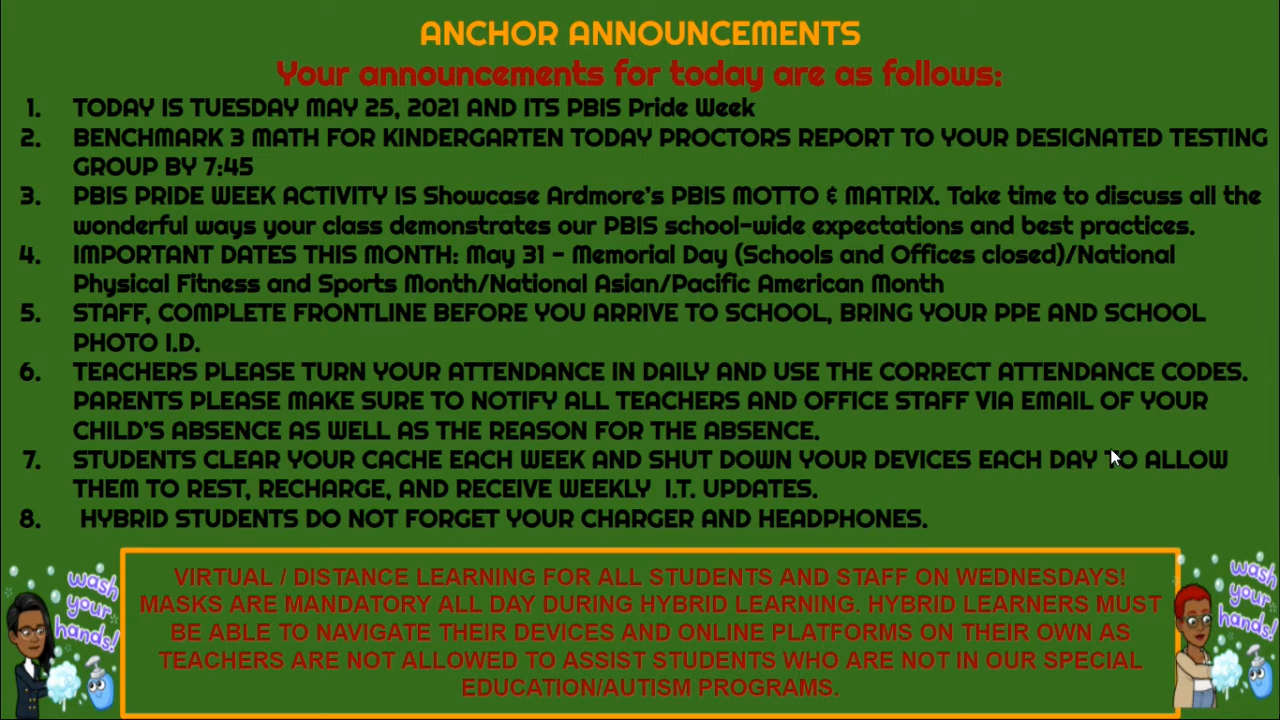 ANCHOR ANNOUNCEMENTS
Your announcements for today are as follows:
1. TODAY IS TUESDAY MAY 25, 2021 AND ITS PBIS Pride Week
2. BENCHMARK 3 MATH FOR KINDERGARTEN TODAY PROCTORS REPORT TO YOUR DESIGNATED TESTING
GROUP BY 7:45
3. PBIS PRIDE WEEK ACTIVITY IS Showcase Ardmore's PBIS MOTTO & MATRIX. Take time to discuss all the
wonderful ways your class demonstrates our PBIS school-wide expectations and best practices.
4. IMPORTANT DATES THIS MONTH: May 31 - Memorial Day (Schools and Offices closed)/National
Physical Fitness and Sports Month/National Asian/Pacific American Month
5. STAFF, COMPLETE FRONTLINE BEFORE YOU ARRIVE TO SCHOOL, BRING YOUR PPE AND SCHOOL
PHOTO I.D.
6. TEACHERS PLEASE TURN YOUR ATTENDANCE IN DAILY AND USE THE CORRECT ATTENDANCE CODES.
PARENTS PLEASE MAKE SURE TO NOTIFY ALL TEACHERS AND OFFICE STAFF VIA EMAIL OF YOUR
CHILD'S ABSENCE AS WELL AS THE REASON FOR THE ABSENCE.
7. STUDENTS CLEAR YOUR CACHE EACH WEEK AND SHUT DOWN YOUR DEVICES EACH DAY TO ALLOW
THEM TO REST, RECHARGE, AND RECEIVE WEEKLY I.T. UPDATES.
8. HYBRID STUDENTS DO NOT FORGET YOUR CHARGER AND HEADPHONES.
wash
your
hands!
VIRTUAL / DISTANCE LEARNING FOR ALL STUDENTS AND STAFF ON WEDNESDAYS!
MASKS ARE MANDATORY ALL DAY DURING HYBRID LEARNING. HYBRID LEARNERS MUST
BE ABLE TO NAVIGATE THEIR DEVICES AND ONLINE PLATFORMS ON THEIR OWN AS
TEACHERS ARE NOT ALLOWED TO ASSIST STUDENTS WHO ARE NOT IN OUR SPECIAL
EDUCATION/AUTISM PROGRAMS.
wash
your
hands!